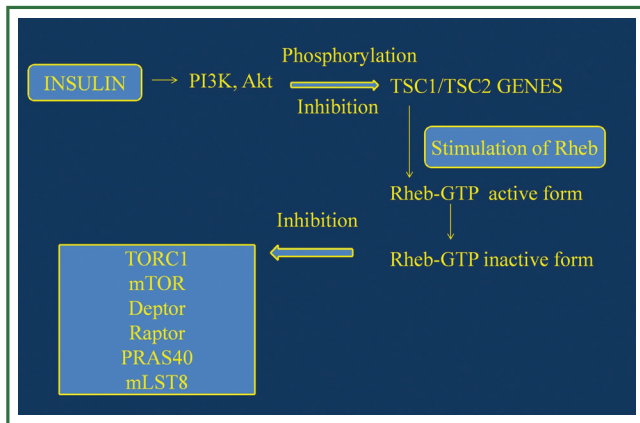 INSULIN
PI3K, Akt
Phosphorylation
Inhibition
TSC1/TSC2 GENES
Stimulation of Rheb
Rheb-GTP active form
Rheb-GTP inactive form
Inhibition
TORC1
mTOR
Deptor
Raptor
PRAS40
mLST8